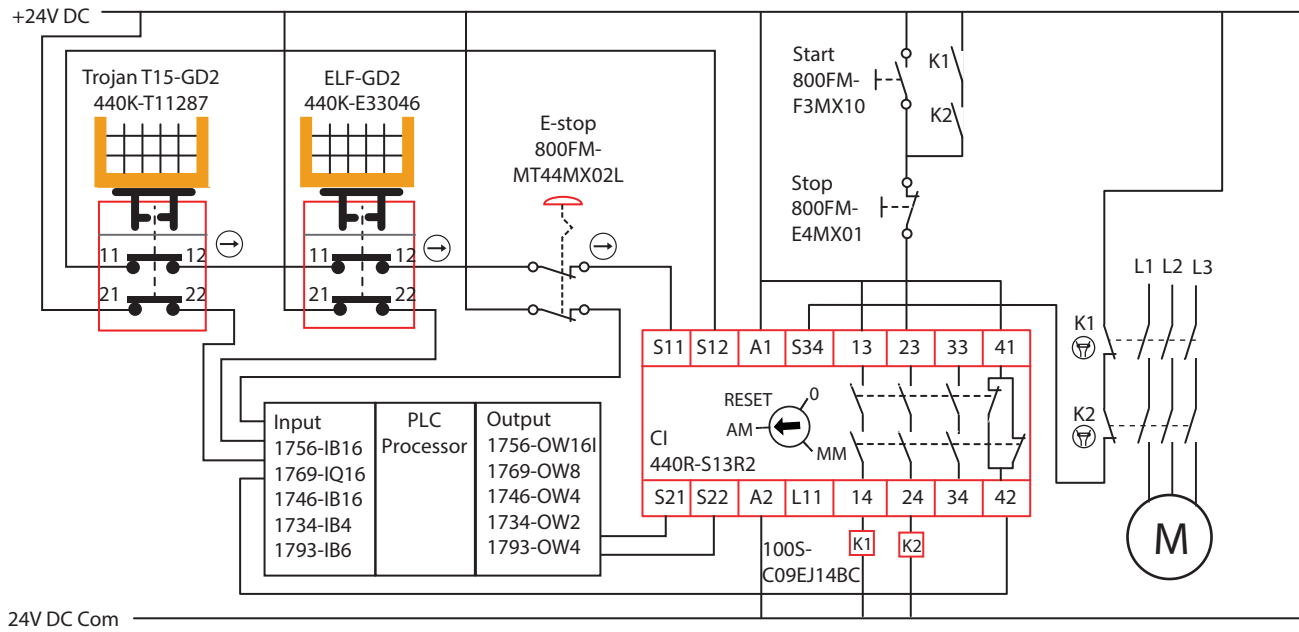 +24V DC
Trojan T15-GD2
440K-T11287
ELF-GD2
440K-E33046
E-stop
800FM-
MT44MX02L
Start
800FM-
F3MX10
K1
K2
Stop
800FM-
E4MX01
11 12
21 22
11 12
21 22
L1 L2 L3
K1
K2
M
S11 S12 A1 S34 13 23 33 41
RESET
0
AM
MM
CI
440R-S13R2
S21 S22 A2 L11 14 24 34 42
Input
1756-IB16
1769-IQ16
1746-IB16
1734-IB4
1793-IB6
PLC
Processor
Output
1756-OW16I
1769-OW8
1746-OW4
1734-OW2
1793-OW4
100S-
C09EJ14BC
K1
K2
24V DC Com